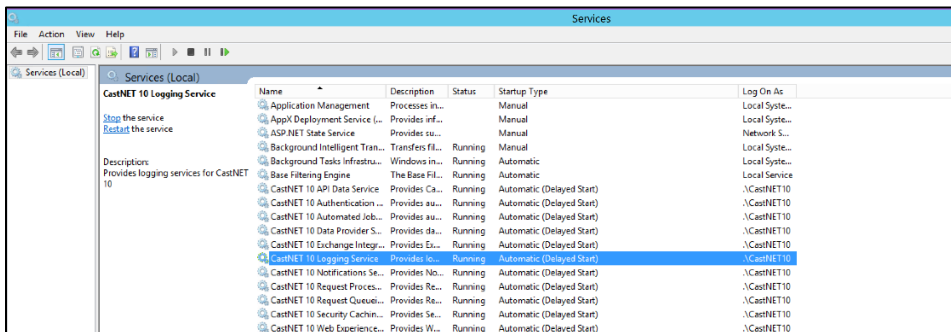 Services
File Action View Help
Services (Local)
Services (Local)
CastNET 10 Logging Service
Stop the service
Restart the service
Description:
Provides logging services for CastNET
10
Name Description Status Startup Type Log On As
Application Management Processes in... Manual Local Syste...
AppX Deployment Service (... Provides inf... Manual Local Syste...
ASP.NET State Service Provides su... Manual Network S...
Background Intelligent Tran... Transfers fil... Running Manual Local Syste...
Background Tasks Infrastru... Windows in... Running Automatic Local Syste...
Base Filtering Engine The Base Fil... Running Automatic Local Service
CastNET 10 API Data Service Provides Ca... Running Automatic (Delayed Start) .\CastNET10
CastNET 10 Authentication ... Provides au... Running Automatic (Delayed Start) .\CastNET10
CastNET 10 Automated Job... Provides au... Running Automatic (Delayed Start) .\CastNET10
CastNET 10 Data Provider S... Provides da... Running Automatic (Delayed Start) .\CastNET10
CastNET 10 Exchange Integr... Provides Ex... Running Automatic (Delayed Start) .\CastNET10
CastNET 10 Logging Service Provides lo... Running Automatic (Delayed Start) .\CastNET10
CastNET 10 Notifications Se... Provides No... Running Automatic (Delayed Start) .\CastNET10
CastNET 10 Request Proces... Provides Re... Running Automatic (Delayed Start) .\CastNET10
CastNET 10 Request Queuei... Provides Re... Running Automatic (Delayed Start) .\CastNET10
CastNET 10 Security Cachin... Provides Se... Running Automatic (Delayed Start) .\CastNET10
CastNET 10 Web Experience... Provides W... Running Automatic (Delayed Start) .\CastNET10